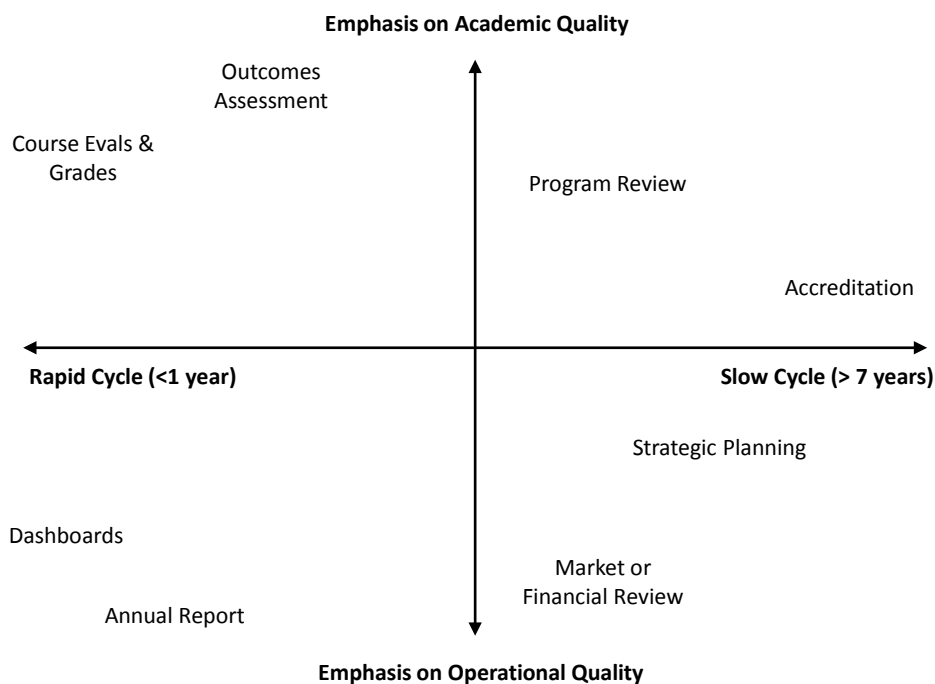 Emphasis on Academic Quality
Outcomes
Assessment
Course Evals &
Grades
Program Review
Accreditation
Rapid Cycle (<1 year)
Slow Cycle (> 7 years)
Strategic Planning
Dashboards
Market or
Financial Review
Annual Report
Emphasis on Operational Quality